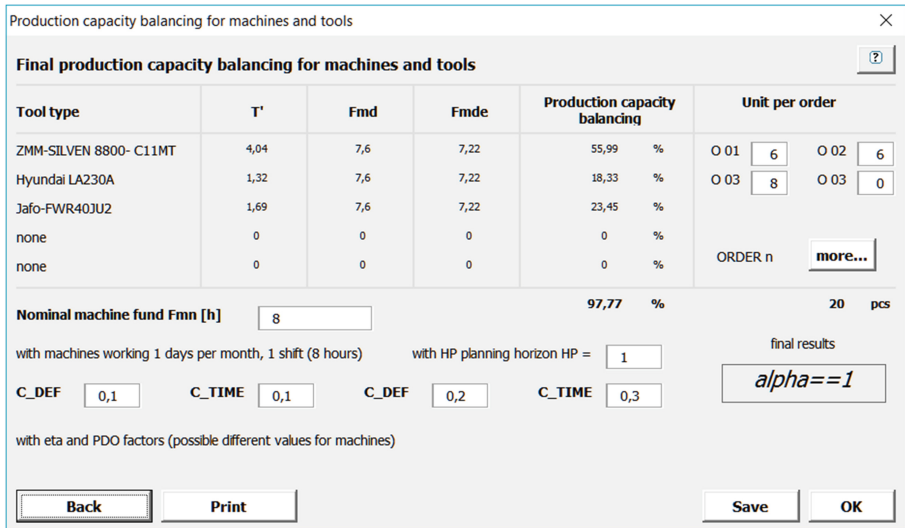 Production capacity balancing for machines and tools
Final production capacity balancing for machines and tools ?
Tool type T' Fmd Fmde Production capacity balancing Unit per order
ZMM-SILVEN 8800- C11MT 4,04 7,6 7,22 55,99 % O 01 6 O 02 6
Hyundai LA230A 1,32 7,6 7,22 18,33 % O 03 8 O 03 0
Jafo-FWR40JU2 1,69 7,6 7,22 23,45 %
none 0 0 0 0 %
none 0 0 0 0 % ORDER n more...
97,77 % 20 pcs
Nominal machine fund Fmn [h] 8
with machines working 1 days per month, 1 shift (8 hours) with HP planning horizon HP = 1 final results
C_DEF 0,1 C_TIME 0,1 C_DEF 0,2 C_TIME 0,3 alpha==1
with eta and PDO factors (possible different values for machines)
Back Print Save OK